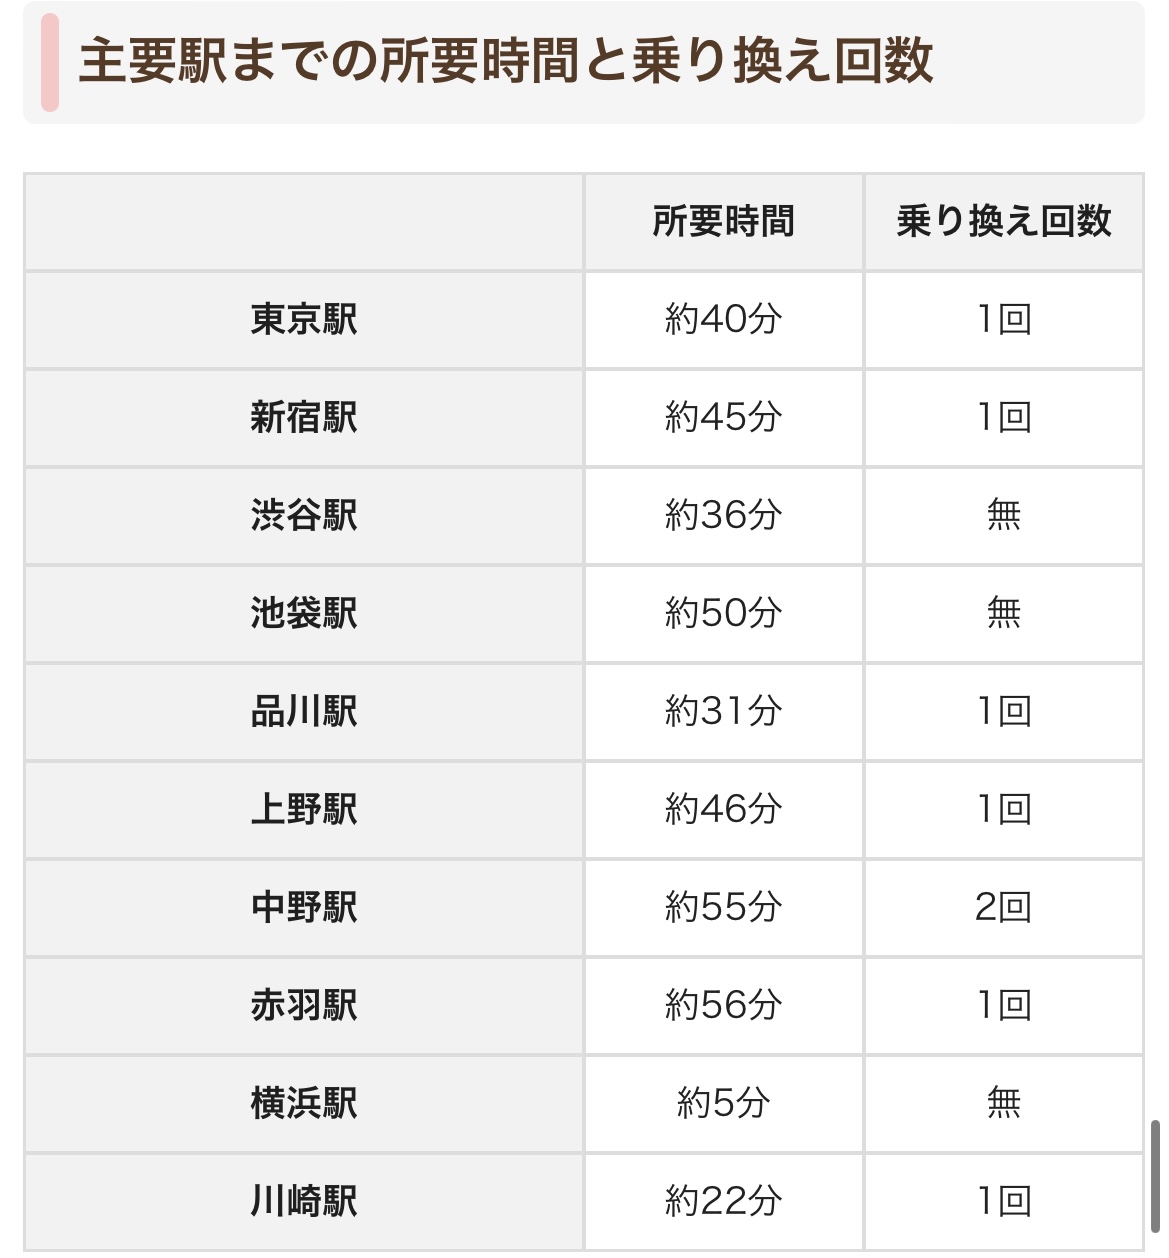 主要駅までの所要時間と乗り換え回数
所要時間 乗り換え回数
東京駅 約40分 1回
新宿駅 約45分 1回
渋谷駅 約36分 無
池袋駅 約50分 無
品川駅 約31分 1回
上野駅 約46分 1回
中野駅 約55分 2回
赤羽駅 約56分 1回
横浜駅 約5分 無
川崎駅 約22分 1回